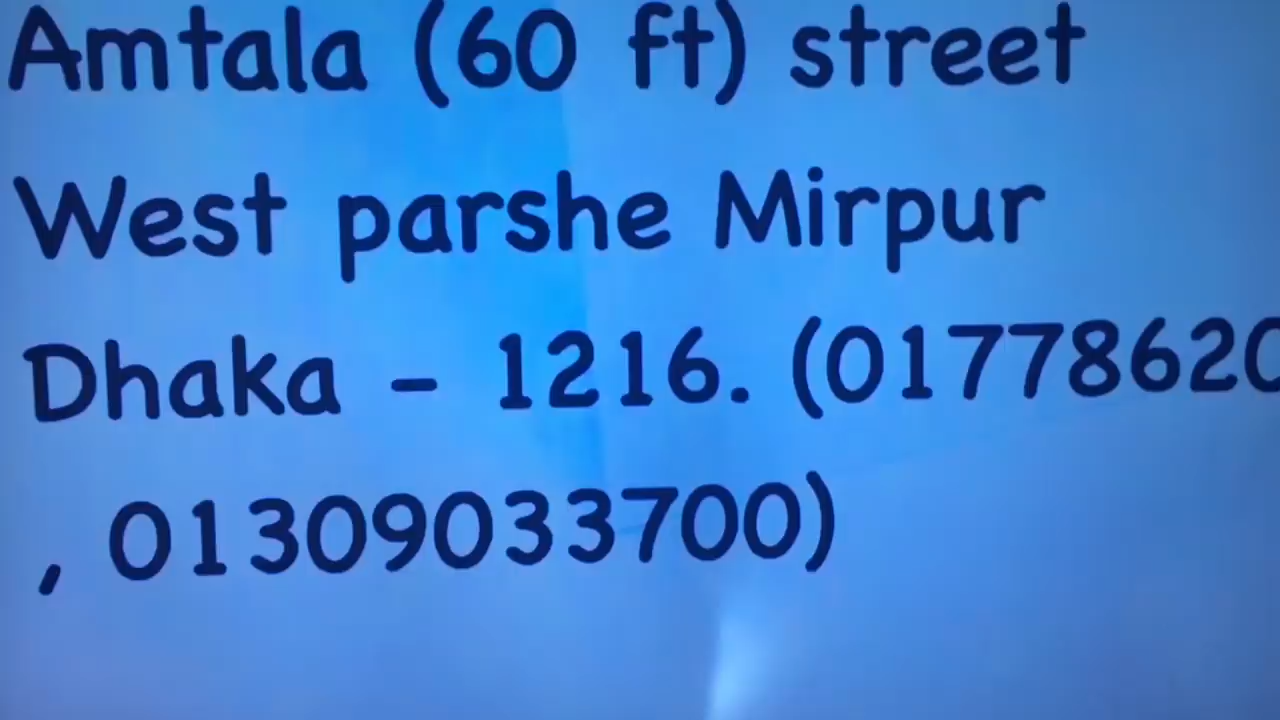 Amtala (60 ft) street
West parshe Mirpur
Dhaka - 1216. (01778620
, 01309033700)